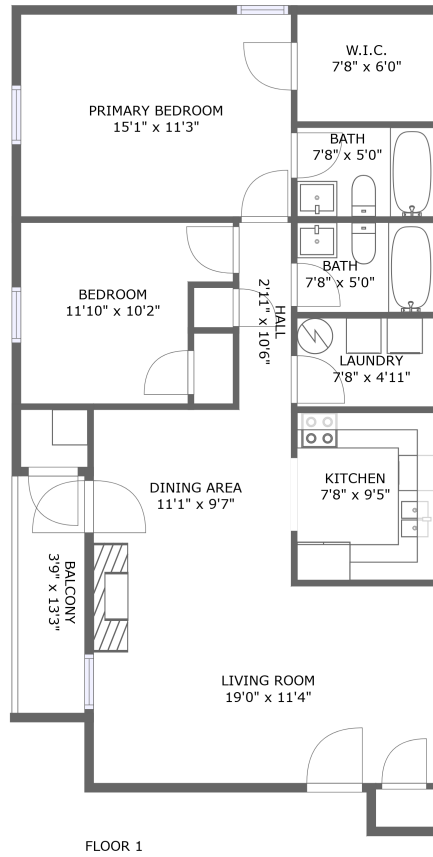 W.I.C.
7'8" x 6'0"
PRIMARY BEDROOM
15'1" x 11'3"
BATH
7'8" x 5'0"
BATH
7'8" x 5'0"
BEDROOM
11'10" x 10'2"
HALL
2'11" x 10'6"
LAUNDRY
7'8" x 4'11"
KITCHEN
7'8" x 9'5"
DINING AREA
11'1" x 9'7"
BALCONY
3'9" x 13'3"
LIVING ROOM
19'0" x 11'4"
FLOOR 1